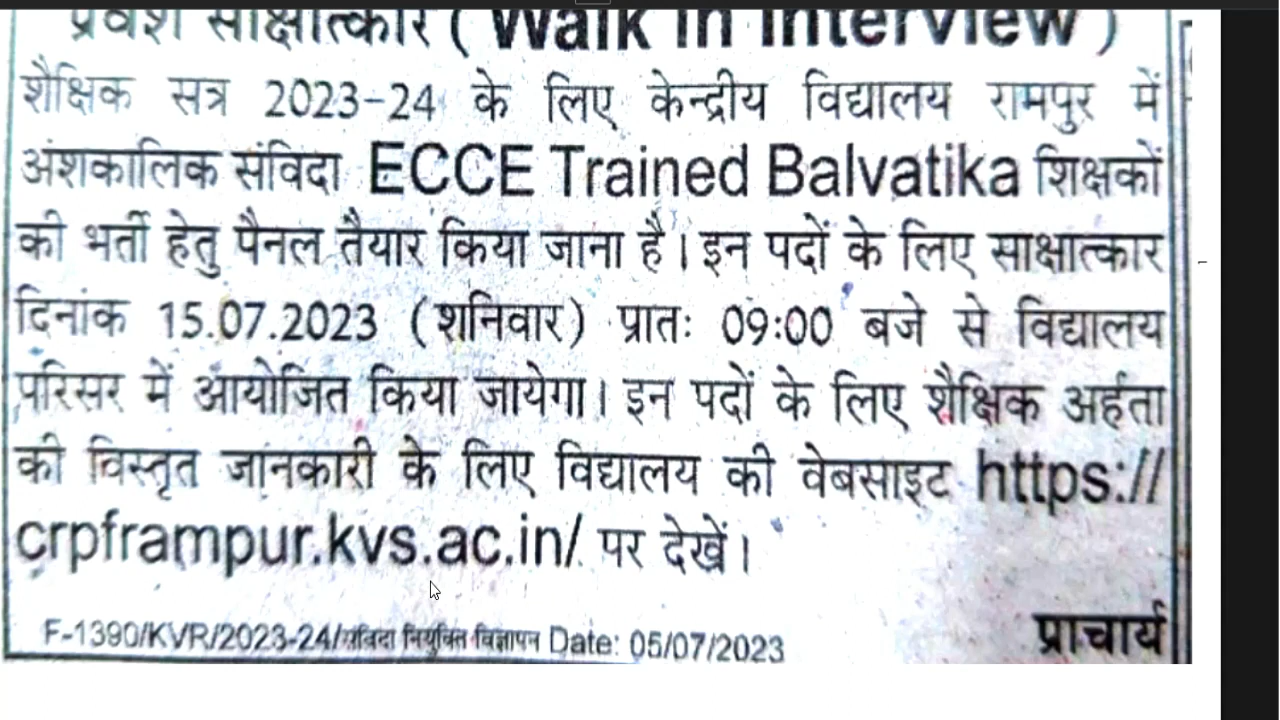 प्रवेश साक्षात्कार ( Walk in Interview )
शैक्षिक सत्र 2023-24 के लिए केन्द्रीय विद्यालय रामपुर में
अंशकालिक संविदा ECCE Trained Balvatika शिक्षकों
की भर्ती हेतु पैनल तैयार किया जाना है। इन पदों के लिए साक्षात्कार
दिनांक 15.07.2023 (शनिवार) प्रातः 09:00 बजे से विद्यालय
परिसर में आयोजित किया जायेगा। इन पदों के लिए शैक्षिक अर्हता
की विस्तृत जानकारी के लिए विद्यालय की वेबसाइट https://
crpframpur.kvs.ac.in/ पर देखें।
प्राचार्य
F-1390/KVR/2023-24/संविदा नियुक्ति विज्ञापन Date: 05/07/2023